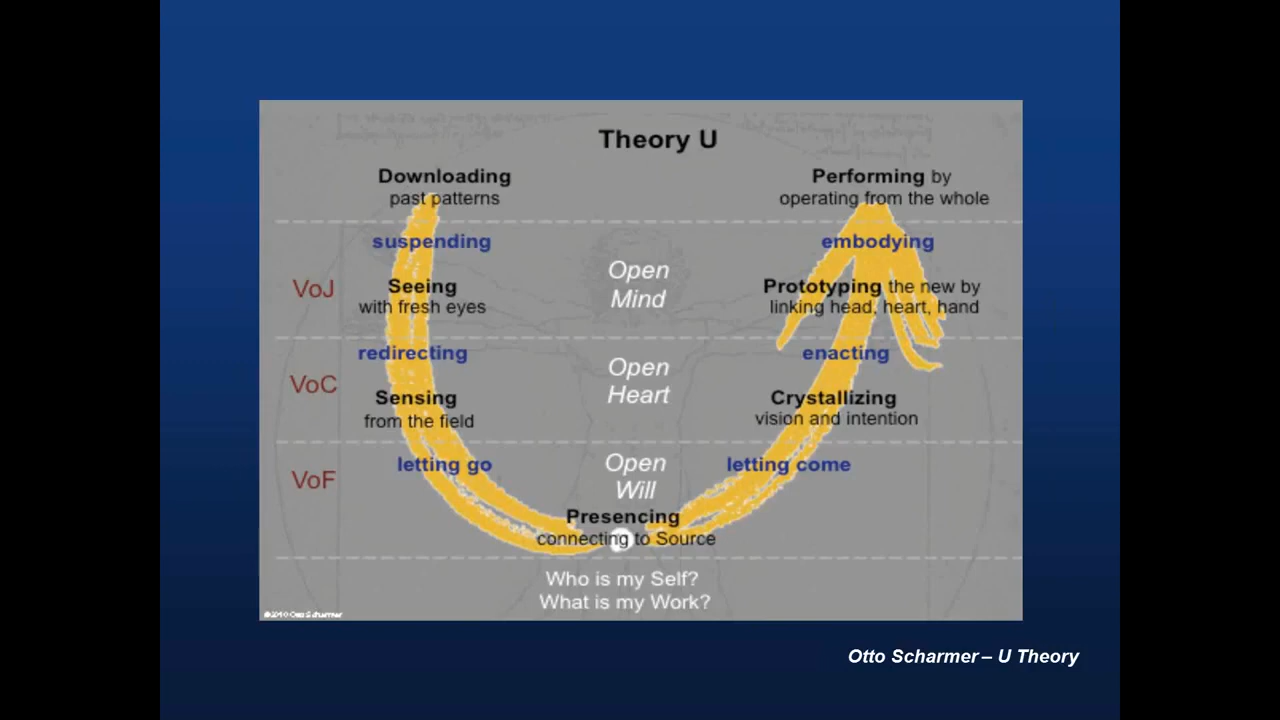 Theory U
Downloading
past patterns
Performing by
operating from the whole
suspending
embodying
VoJ
Seeing
with fresh eyes
Open
Mind
Prototyping the new by
linking head, heart, hand
redirecting
enacting
VoC
Sensing
from the field
Open
Heart
Crystallizing
vision and intention
letting go
letting come
VoF
Open
Will
Presencing
connecting to Source
Who is my Self?
What is my Work?
©2010 Otto Scharmer
Otto Scharmer – U Theory